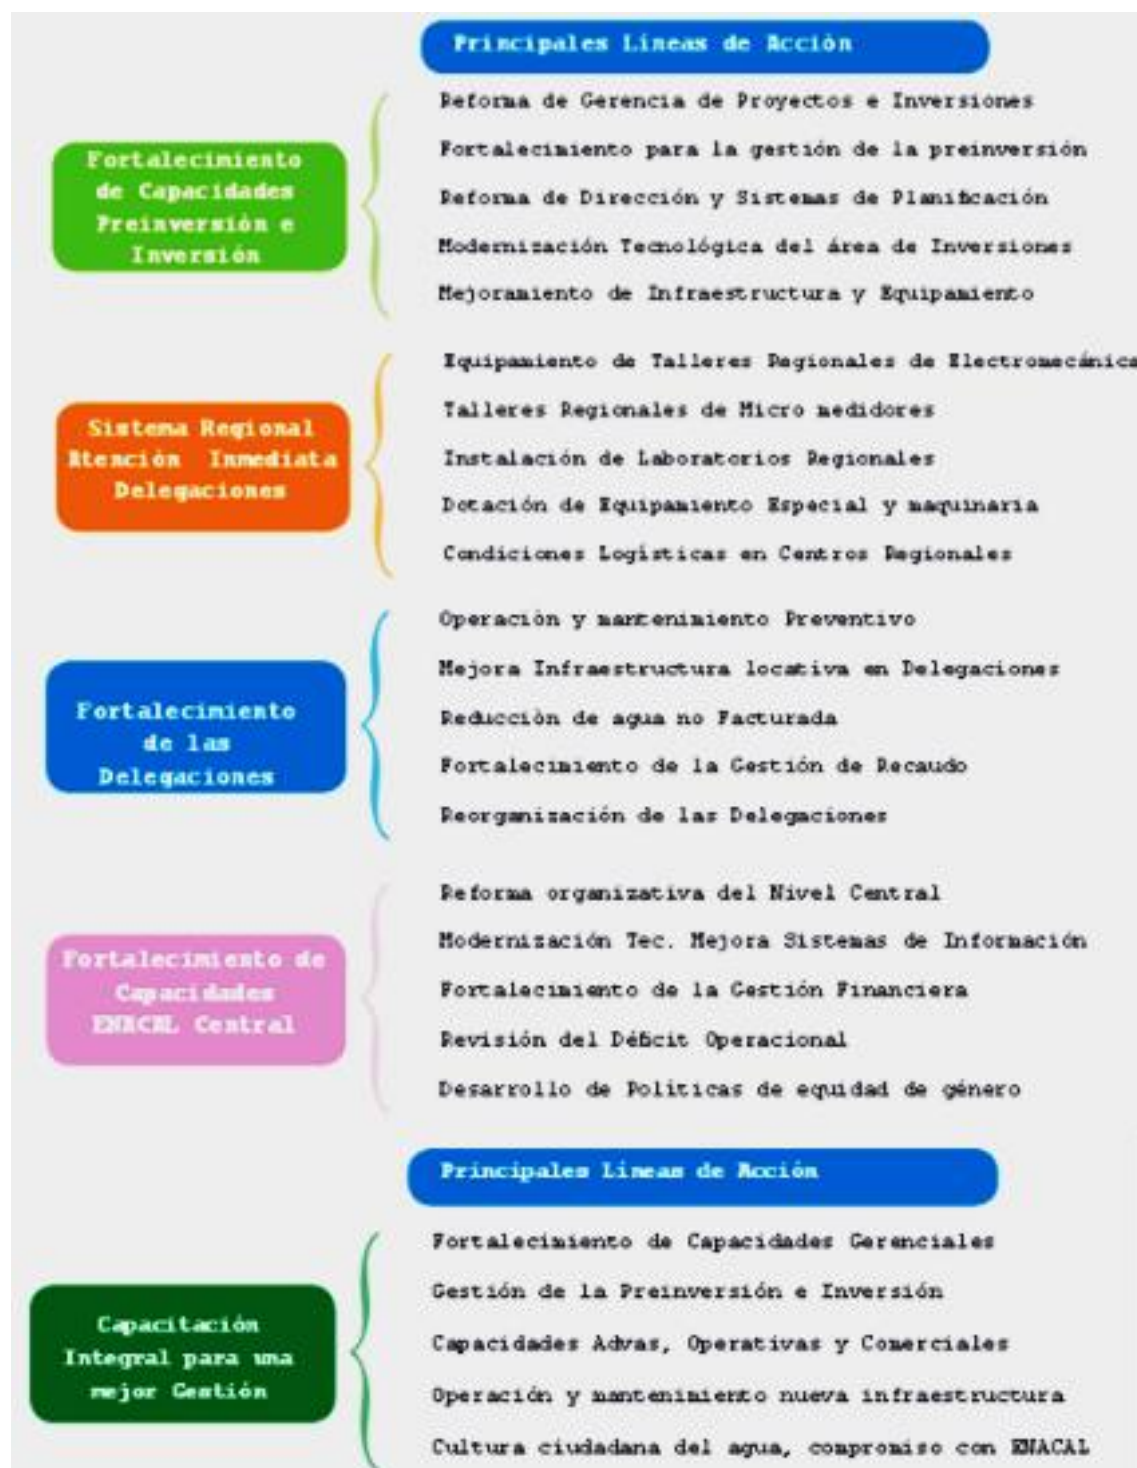 Principales Líneas de Acción
Fortalecimiento
de Capacidades
Preinversión e
Inversión
Reforma de Gerencia de Proyectos e Inversiones
Fortalecimiento para la gestión de la preinversión
Reforma de Dirección y Sistemas de Planificación
Modernización Tecnológica del área de Inversiones
Mejoramiento de Infraestructura y Equipamiento
Sistema Regional
Atención Inmediata
Delegaciones
Equipamiento de Talleres Regionales de Electromecánica
Talleres Regionales de Micro medidores
Instalación de Laboratorios Regionales
Dotación de Equipamiento Especial y maquinaria
Condiciones Logísticas en Centros Regionales
Fortalecimiento
de las
Delegaciones
Operación y mantenimiento Preventivo
Mejora Infraestructura locativa en Delegaciones
Reducción de agua no Facturada
Fortalecimiento de la Gestión de Recaudo
Reorganización de las Delegaciones
Fortalecimiento de
Capacidades
ENACAL Central
Reforma organizativa del Nivel Central
Modernización Tec. Mejora Sistemas de Información
Fortalecimiento de la Gestión Financiera
Revisión del Déficit Operacional
Desarrollo de Políticas de equidad de género
Principales Líneas de Acción
Capacitación
Integral para una
mejor Gestión
Fortalecimiento de Capacidades Gerenciales
Gestión de la Preinversión e Inversión
Capacidades Advas, Operativas y Comerciales
Operación y mantenimiento nueva infraestructura
Cultura ciudadana del agua, compromiso con ENACAL